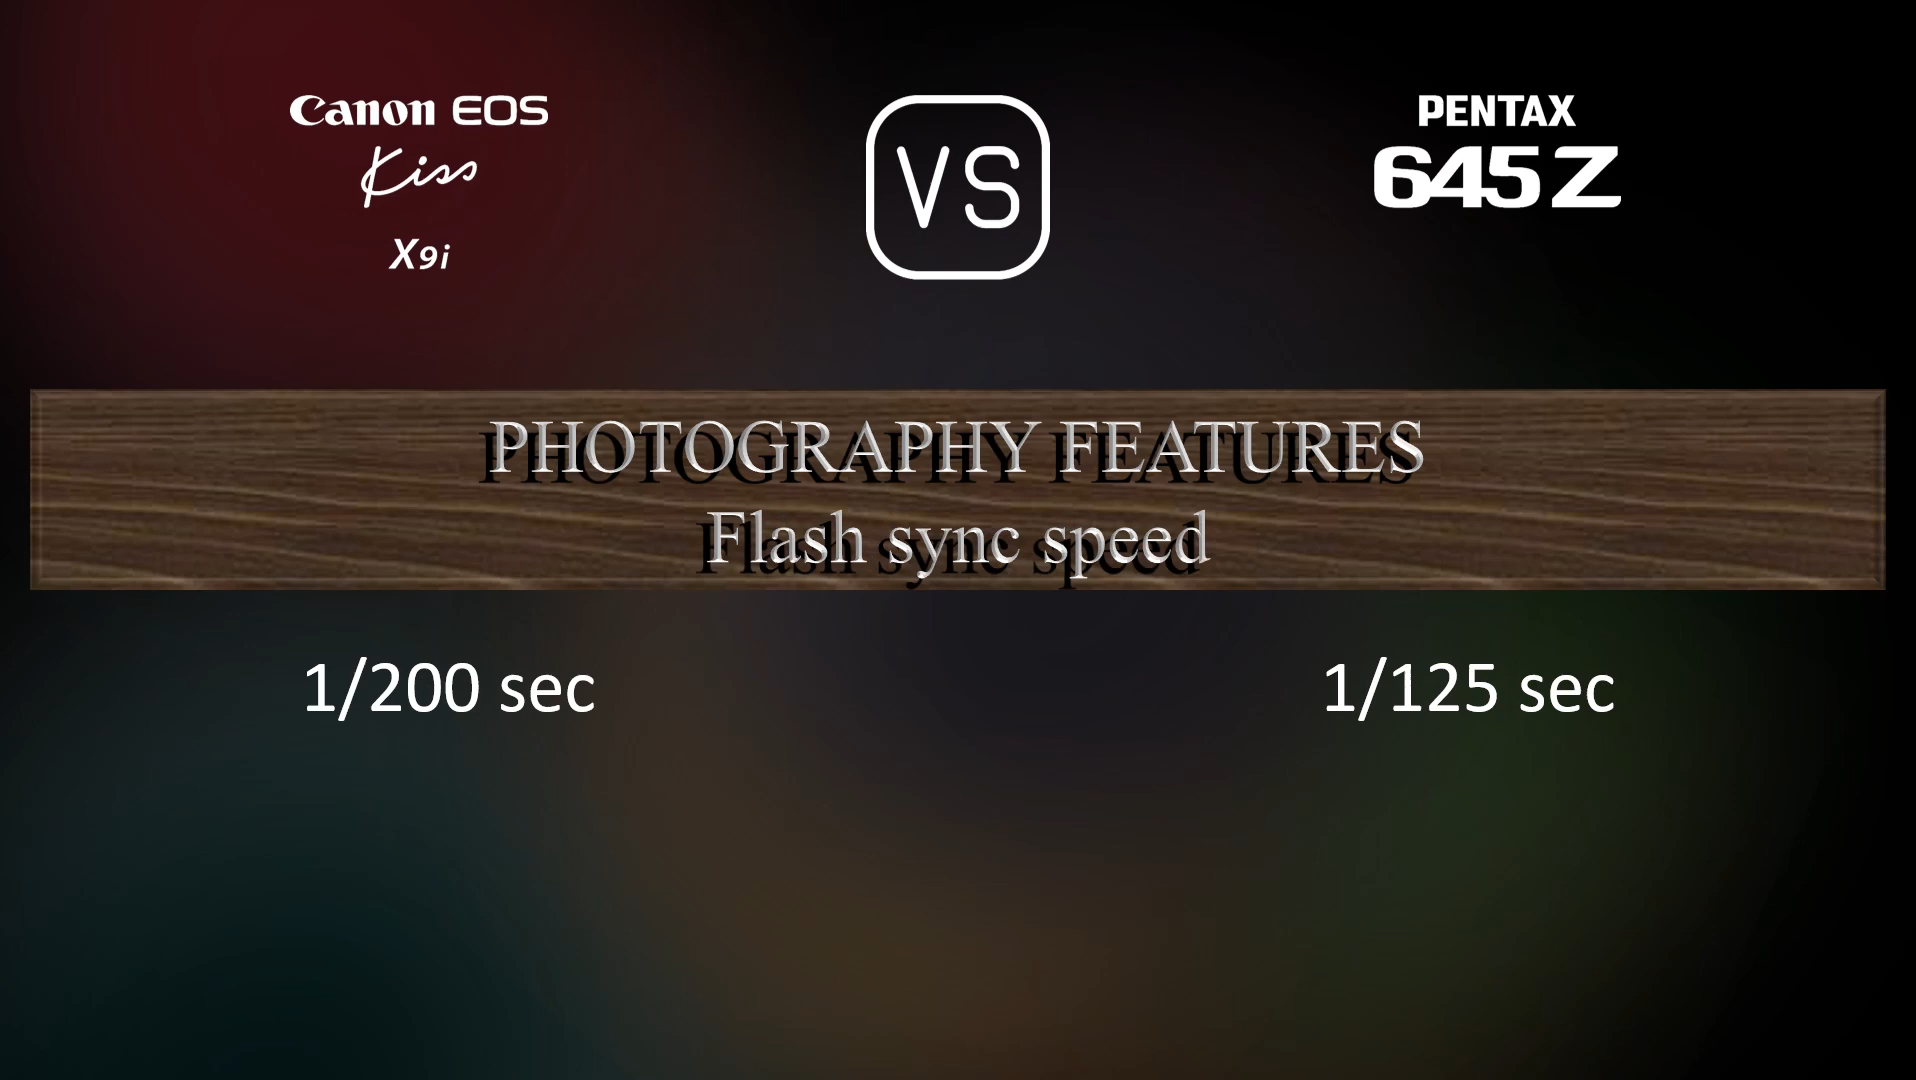 Canon EOS
Kiss
X9i
VS
PENTAX
645Z
PHOTOGRAPHY FEATURES
Flash sync speed
1/200 sec
1/125 sec